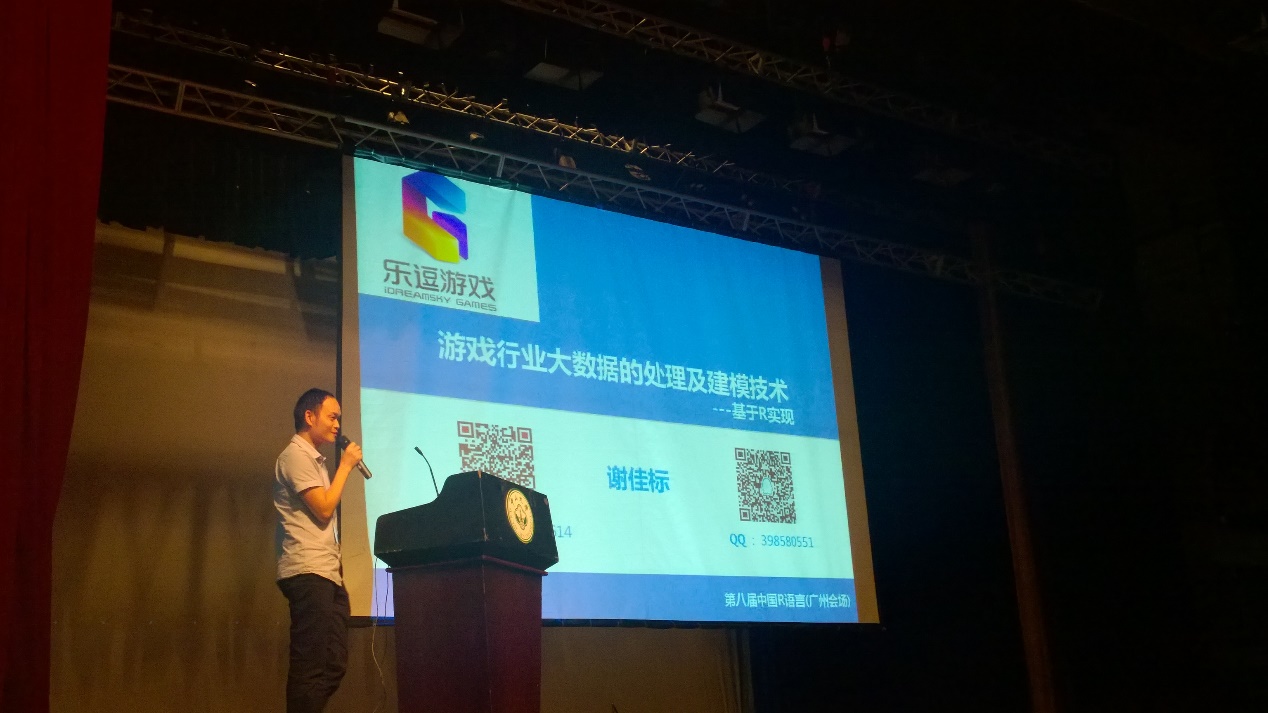 乐逗游戏
iDREAMSKY GAMES
游戏行业大数据的处理及建模技术
---基于R实现
谢佳标
514
QQ : 398580551
第八届中国R语言(广州会场)